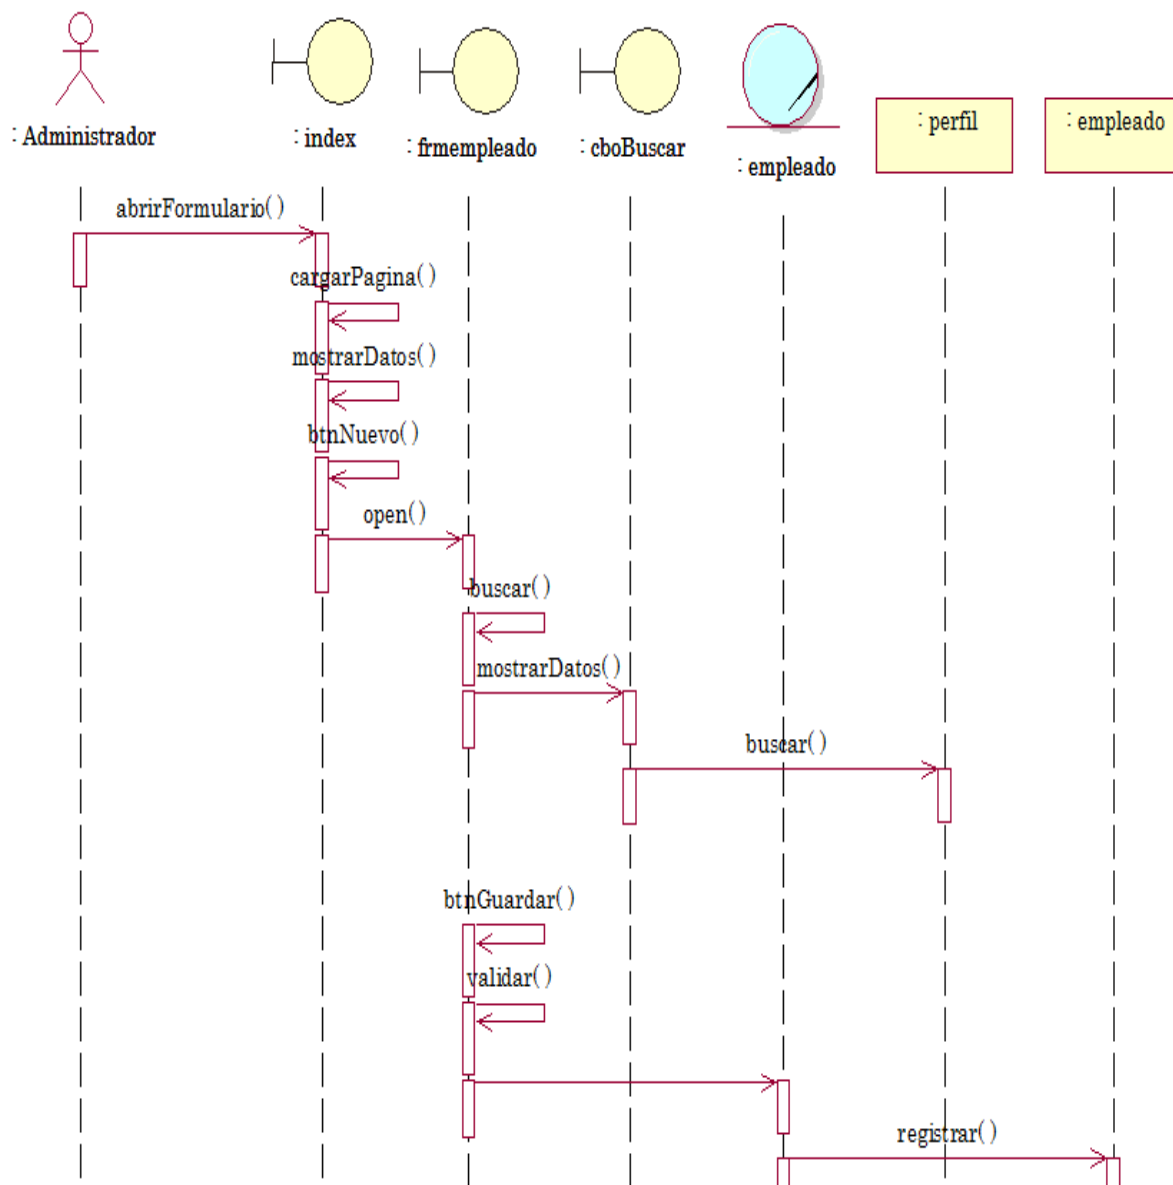 : Administrador
: index
: frmempleado
: cboBuscar
: empleado
: perfil
: empleado
abrirFormulario( )
cargarPagina( )
mostrarDatos( )
btnNuevo( )
open( )
buscar( )
mostrarDatos( )
buscar( )
btnGuardar( )
validar( )
registrar( )